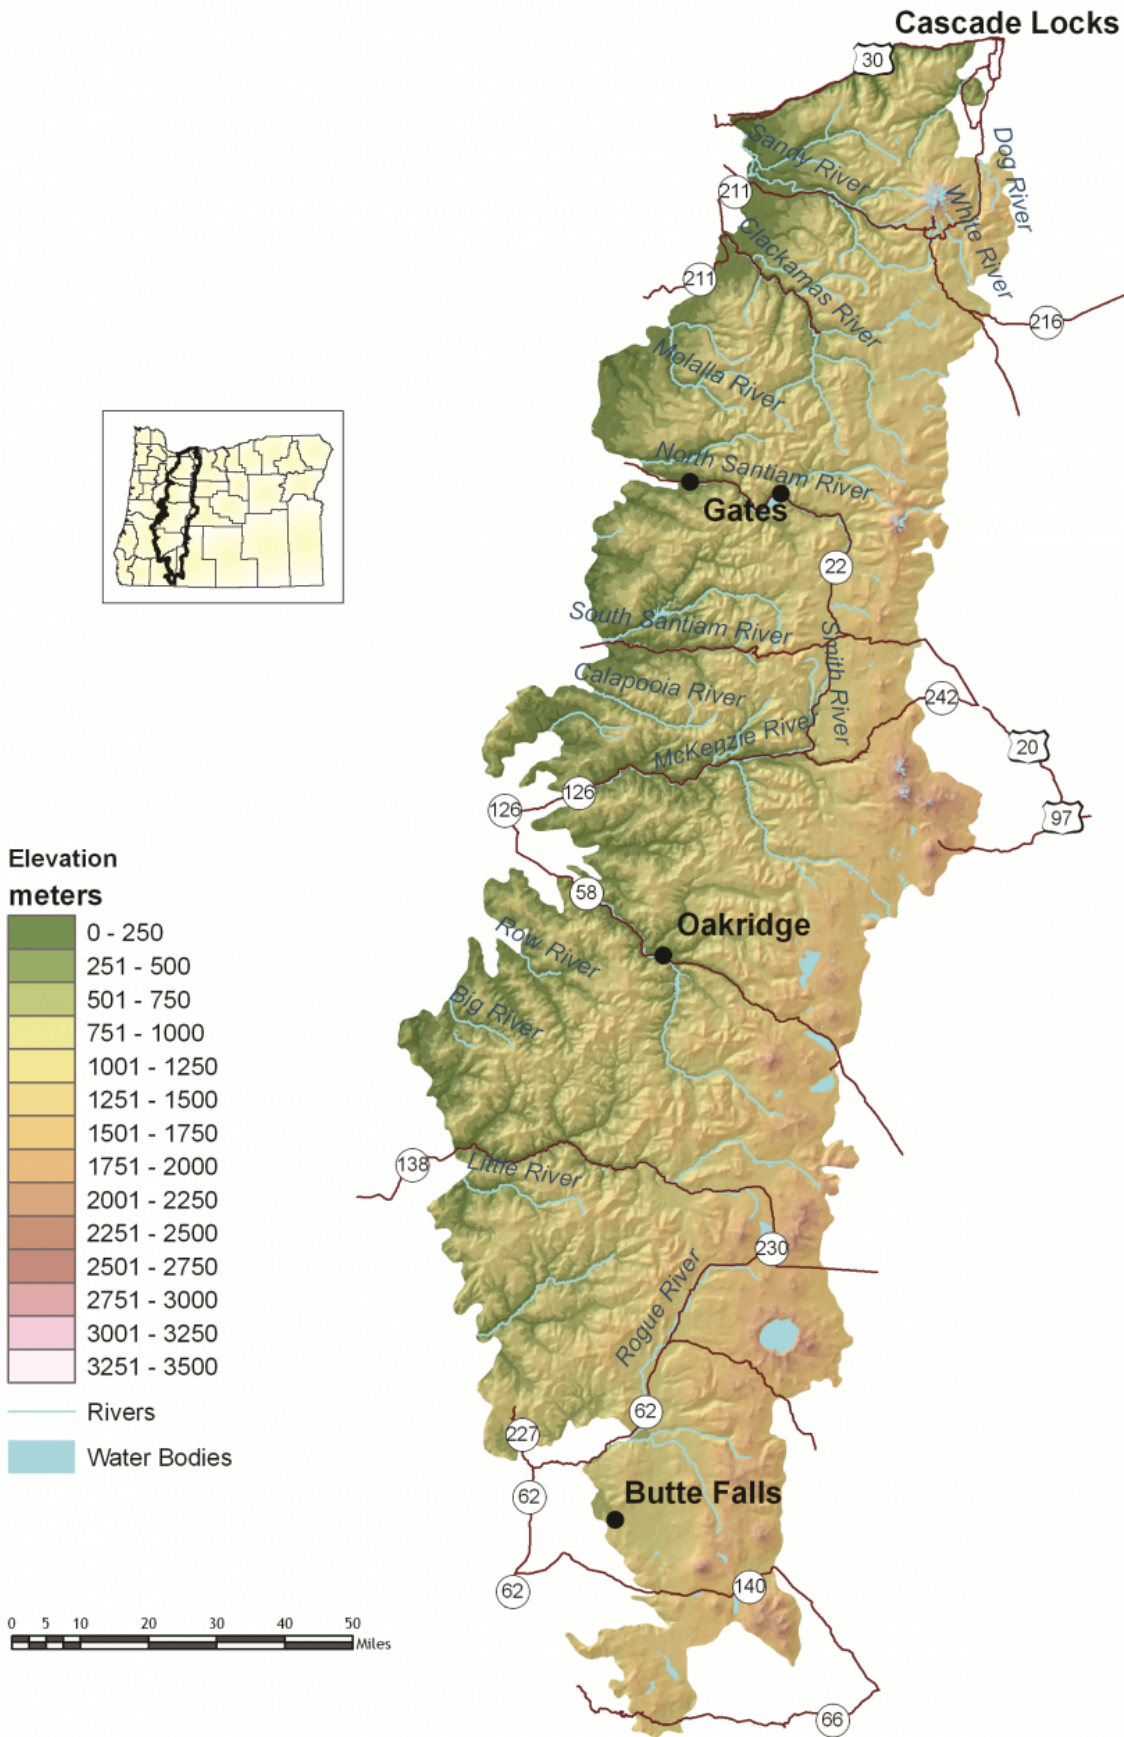 Cascade Locks
30
Sandy River
Dog River
211
White River
Clackamas River
211
216
Molalla River
North Santiam River
Gates
22
South Santiam River
Smith River
Calapooia River
242
McKenzie River
20
126
126
97
Elevation
meters
0 - 250
251 - 500
501 - 750
751 - 1000
1001 - 1250
1251 - 1500
1501 - 1750
1751 - 2000
2001 - 2250
2251 - 2500
2501 - 2750
2751 - 3000
3001 - 3250
3251 - 3500
Rivers
Water Bodies
58
Oakridge
Row River
Big River
138
Little River
230
Rogue River
62
227
Butte Falls
62
62
140
0 5 10 20 30 40 50
Miles
66